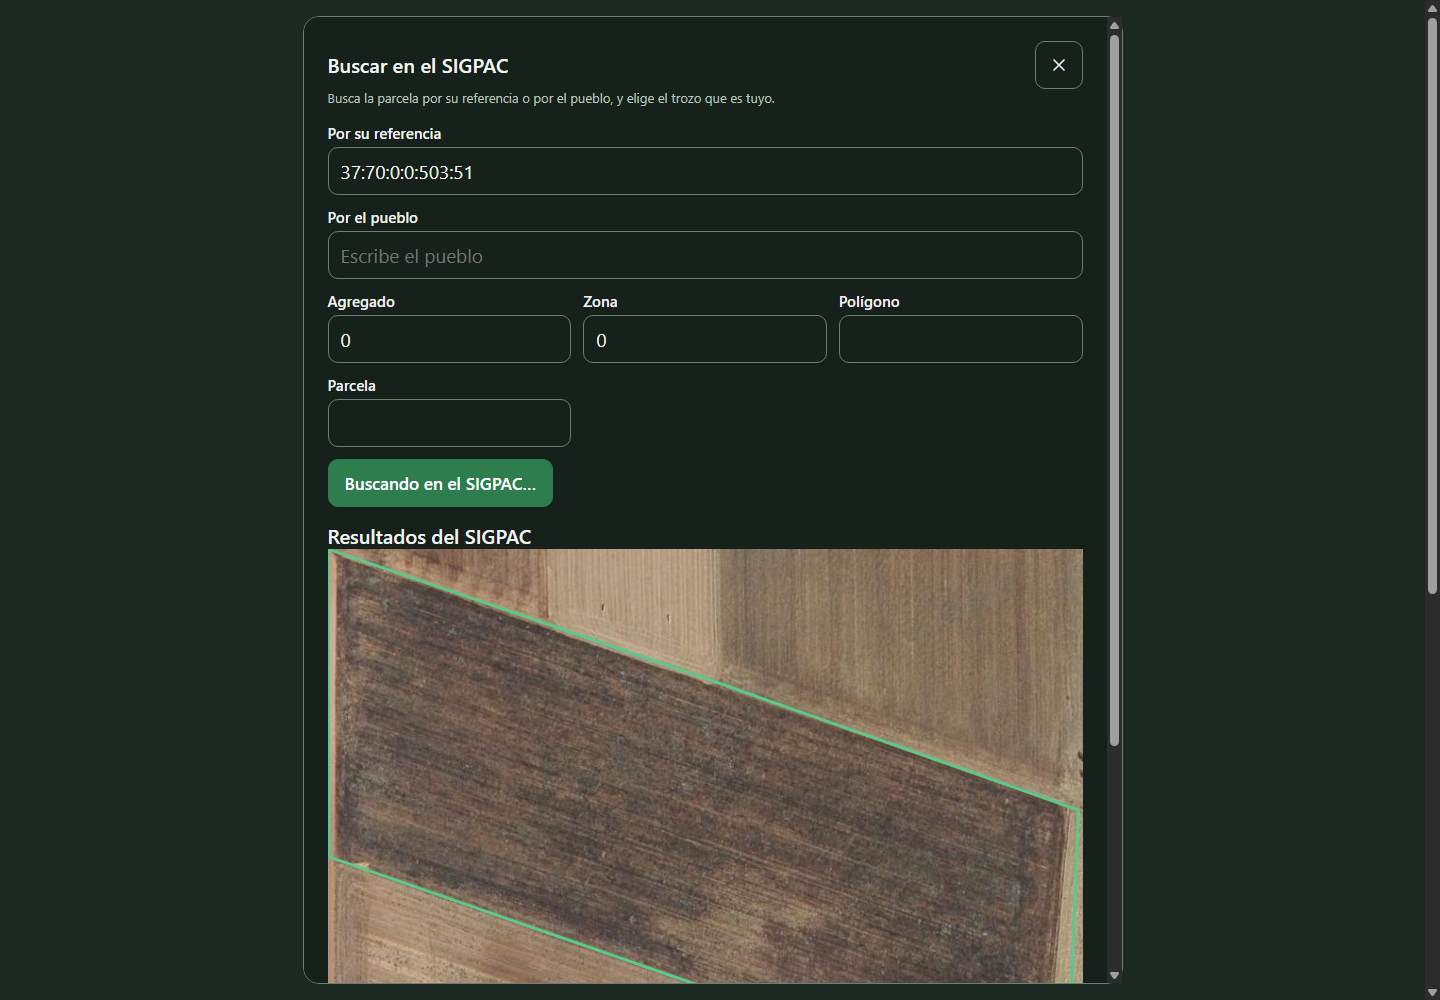 Buscar en el SIGPAC
Busca la parcela por su referencia o por el pueblo, y elige el trozo que es tuyo.
Por su referencia
37:70:0:0:503:51
Por el pueblo
Escribe el pueblo
Agregado
Zona
Polígono
0
0
Parcela
Buscando en el SIGPAC...
Resultados del SIGPAC